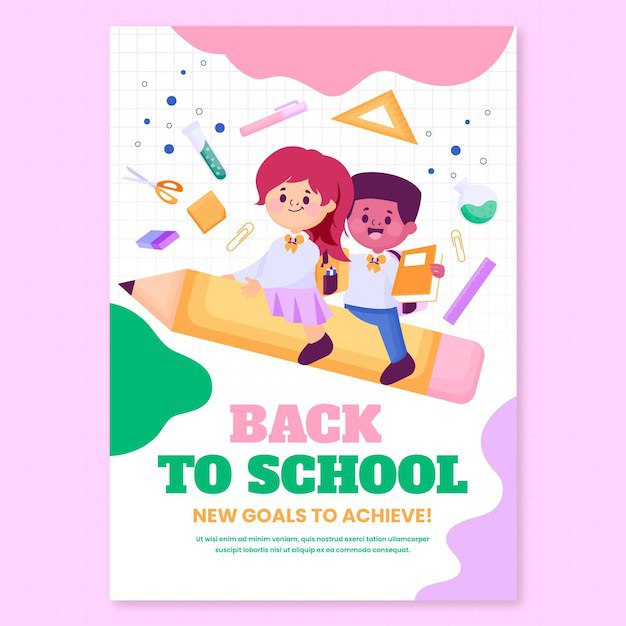 BACK
TO SCHOOL
NEW GOALS TO ACHIEVE!
Ut wisi enim ad minim veniam, quis nostrud exerci tation ullamcorper
suscipit lobortis nisl ut aliquip ex ea commodo consequat.